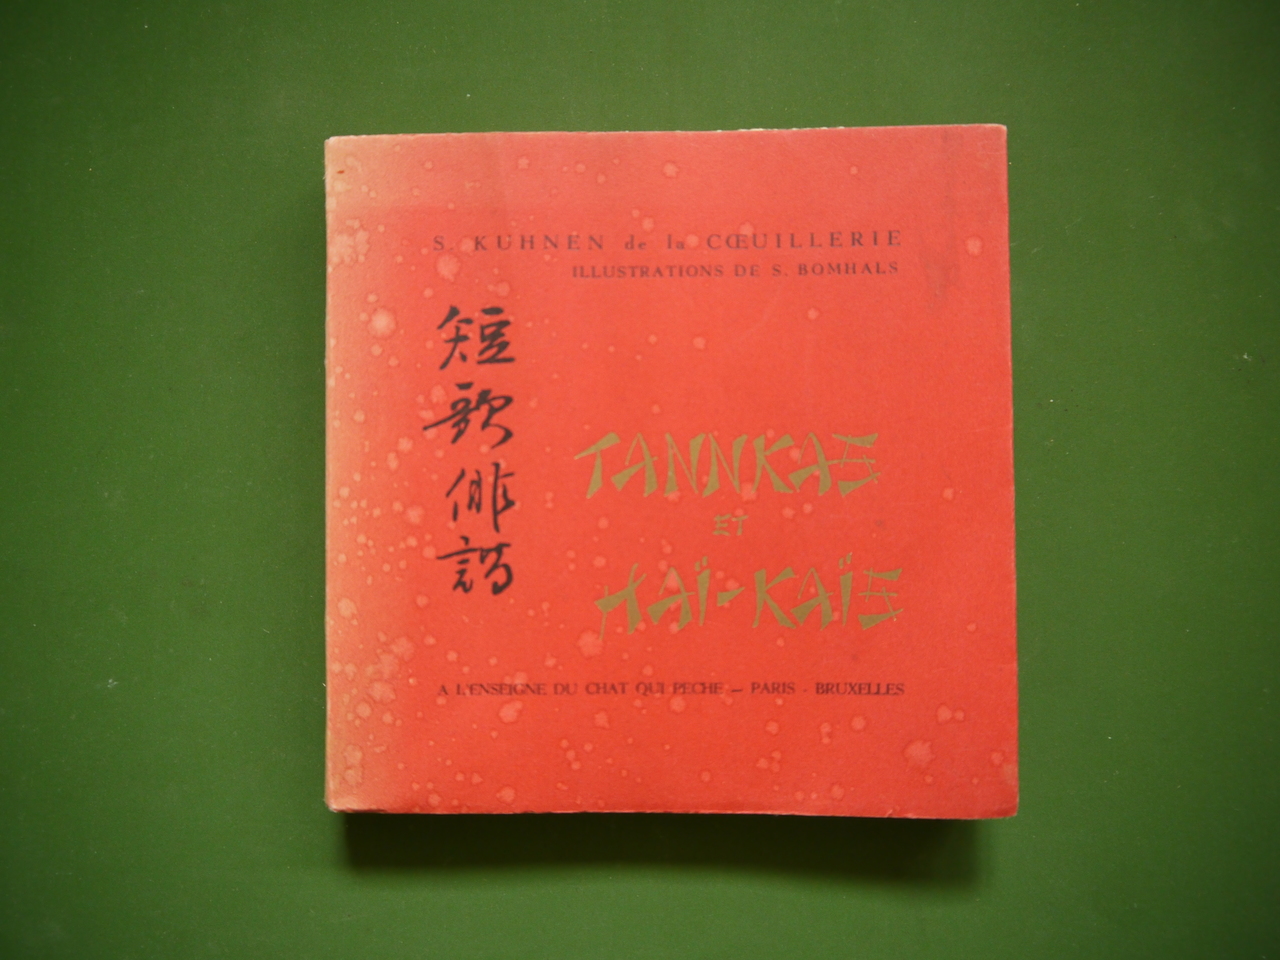 S. KUHNEN de la CŒUILLERIE
ILLUSTRATIONS DE S. BOMHALS
短歌俳諧
TANNKAS
ET
HAÏ-KAÏS
A L'ENSEIGNE DU CHAT QUI PECHE — PARIS - BRUXELLES